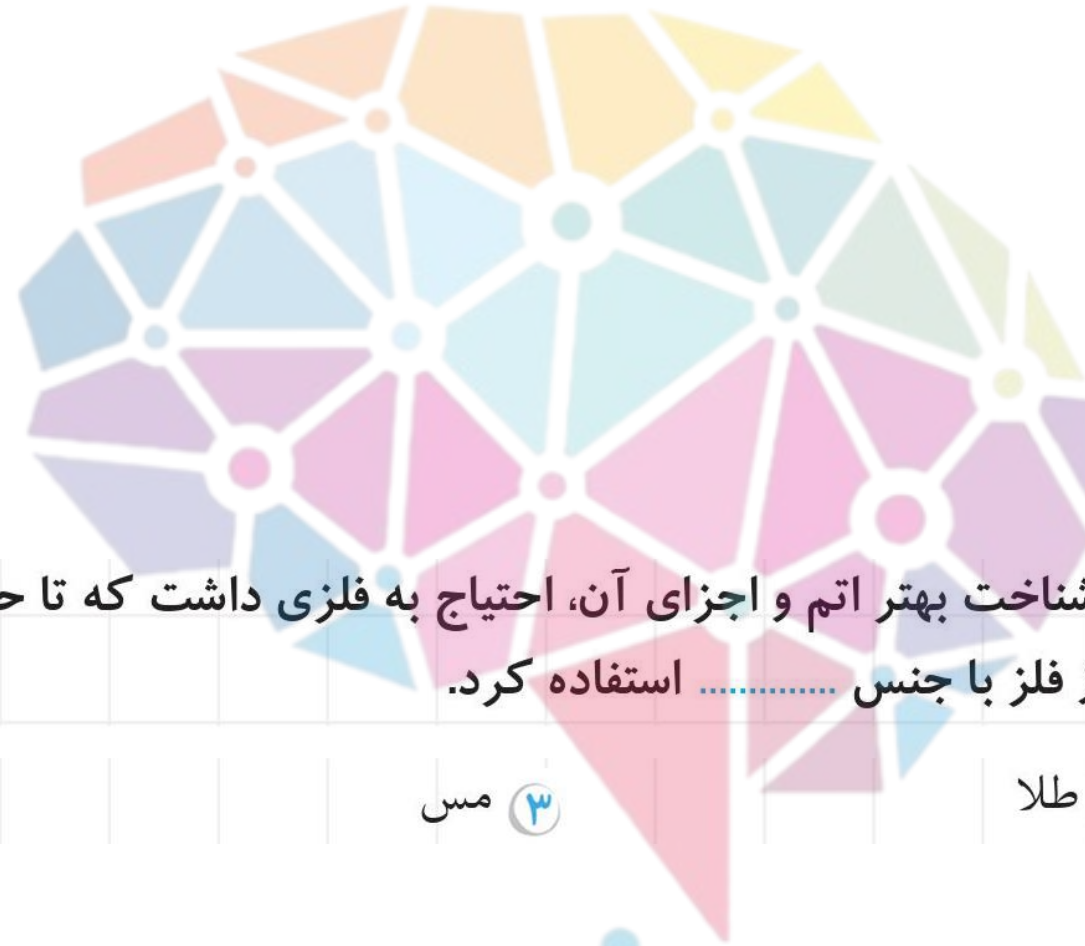 شناخت بهتر اتم و اجزای آن، احتیاج به فلزی داشت که تا
فلز با جنس .............. استفاده کرد.
طلا
۳ مس